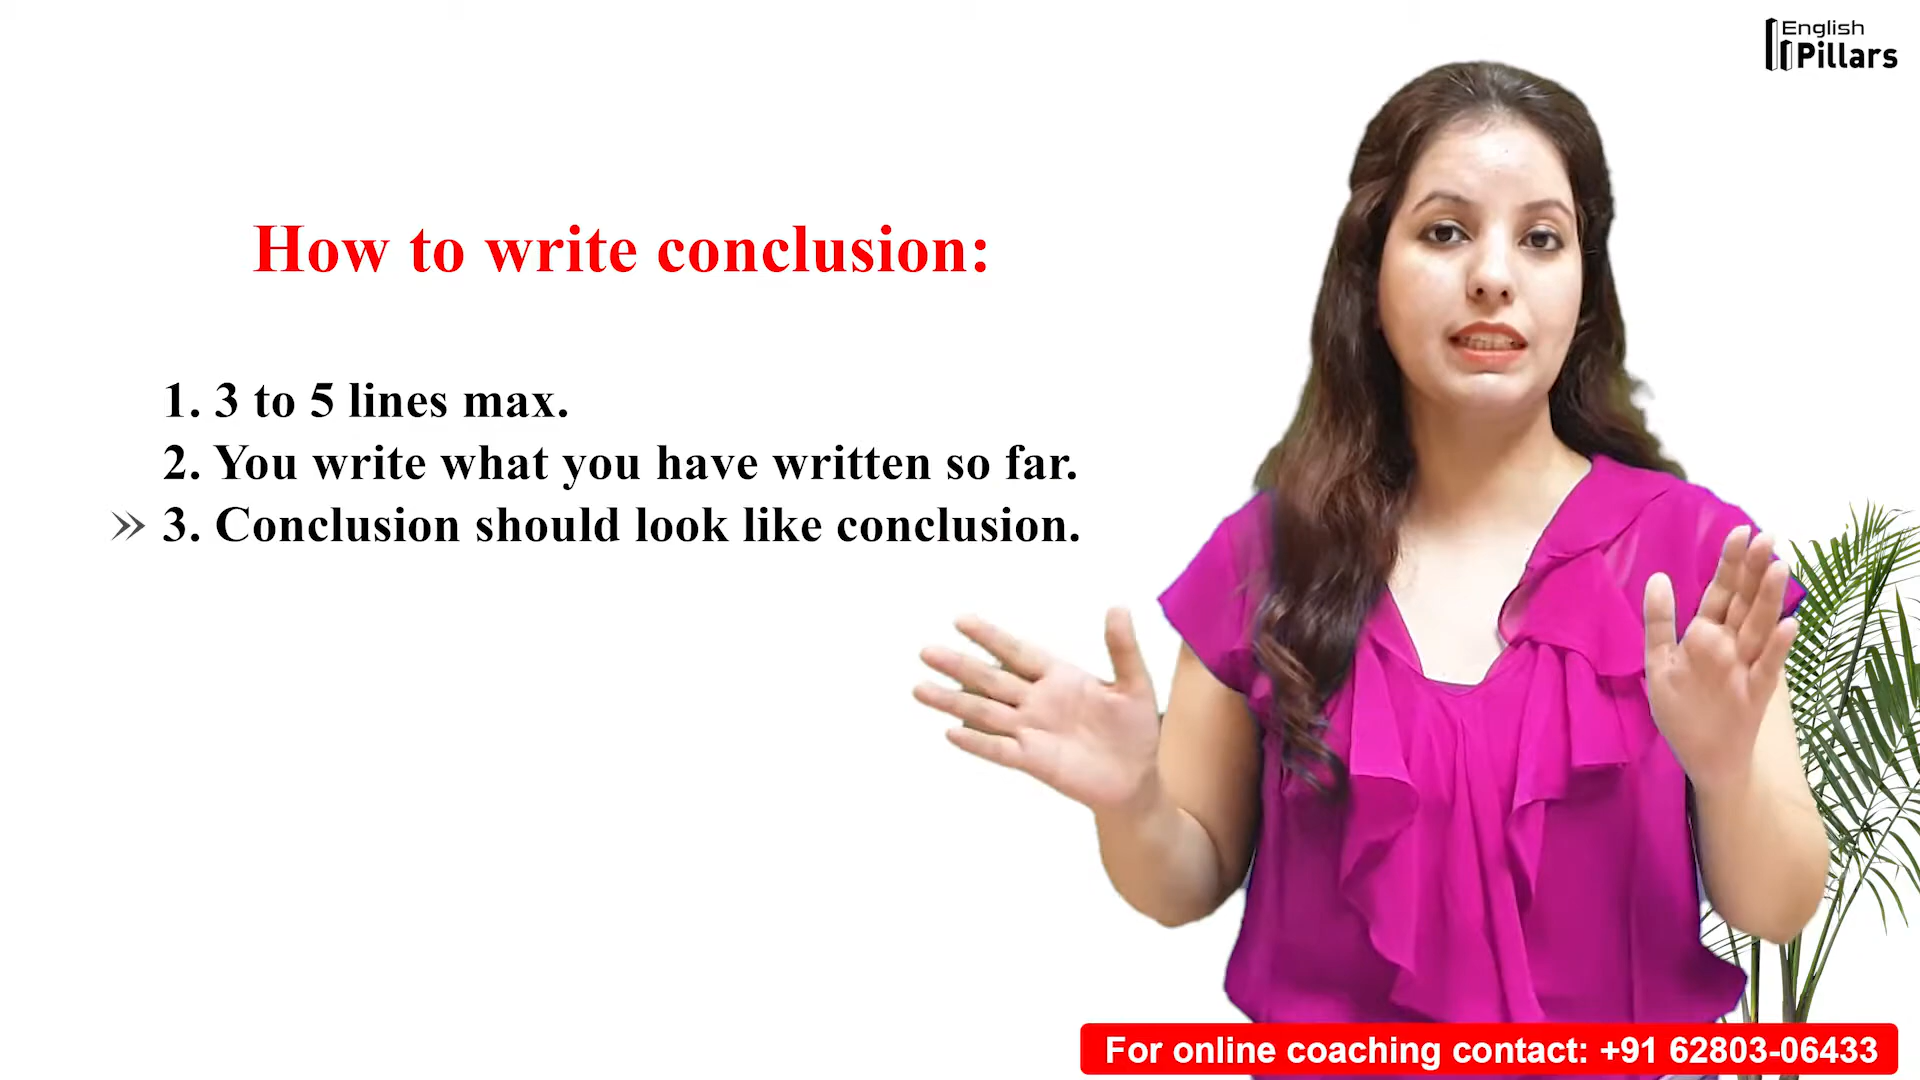 English
Pillars
How to write conclusion:
1. 3 to 5 lines max.
2. You write what you have written so far.
» 3. Conclusion should look like conclusion.
For online coaching contact: +91 62803-06433